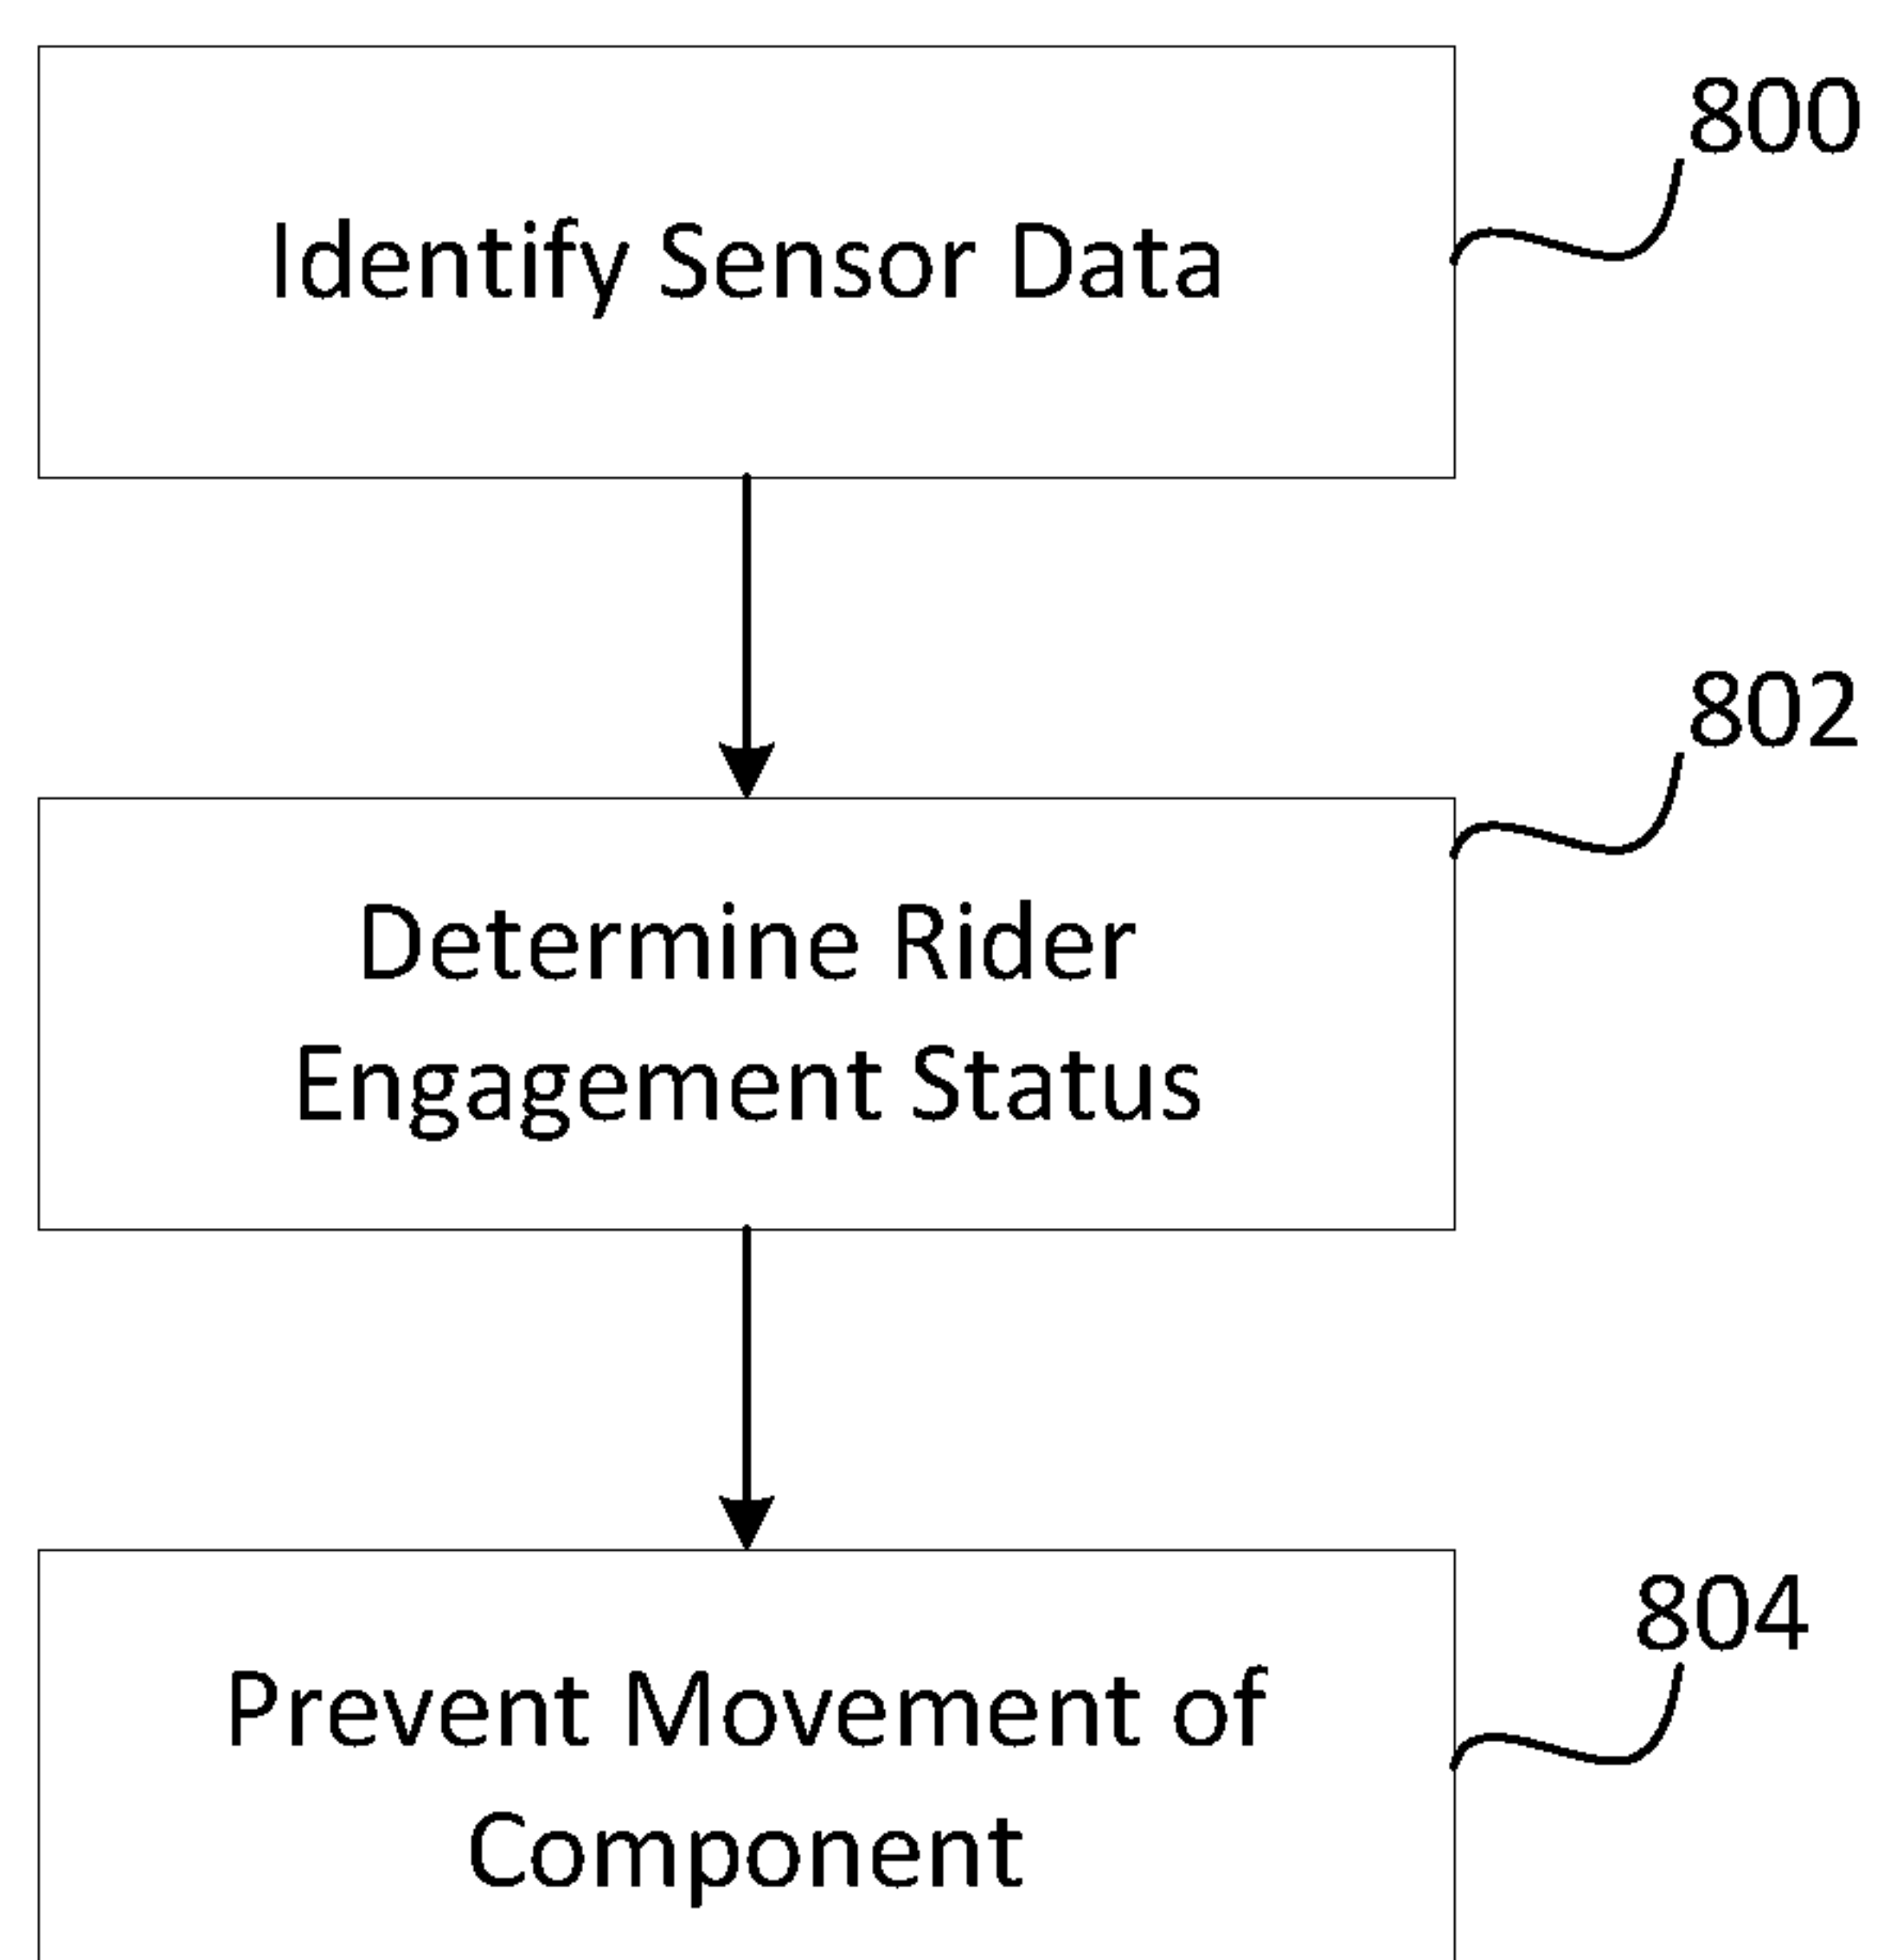 800
Identify Sensor Data
802
Determine Rider
Engagement Status
804
Prevent Movement of
Component